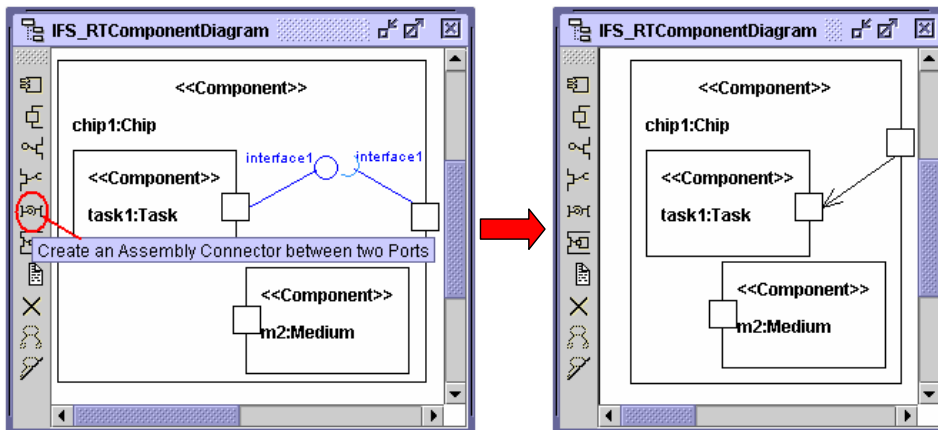 IFS_RTComponentDiagram
<<Component>>
chip1:Chip
interface1
interface1
<<Component>>
task1:Task
Create an Assembly Connector between two Ports
<<Component>>
m2:Medium
IFS_RTComponentDiagram
<<Component>>
chip1:Chip
<<Component>>
task1:Task
<<Component>>
m2:Medium